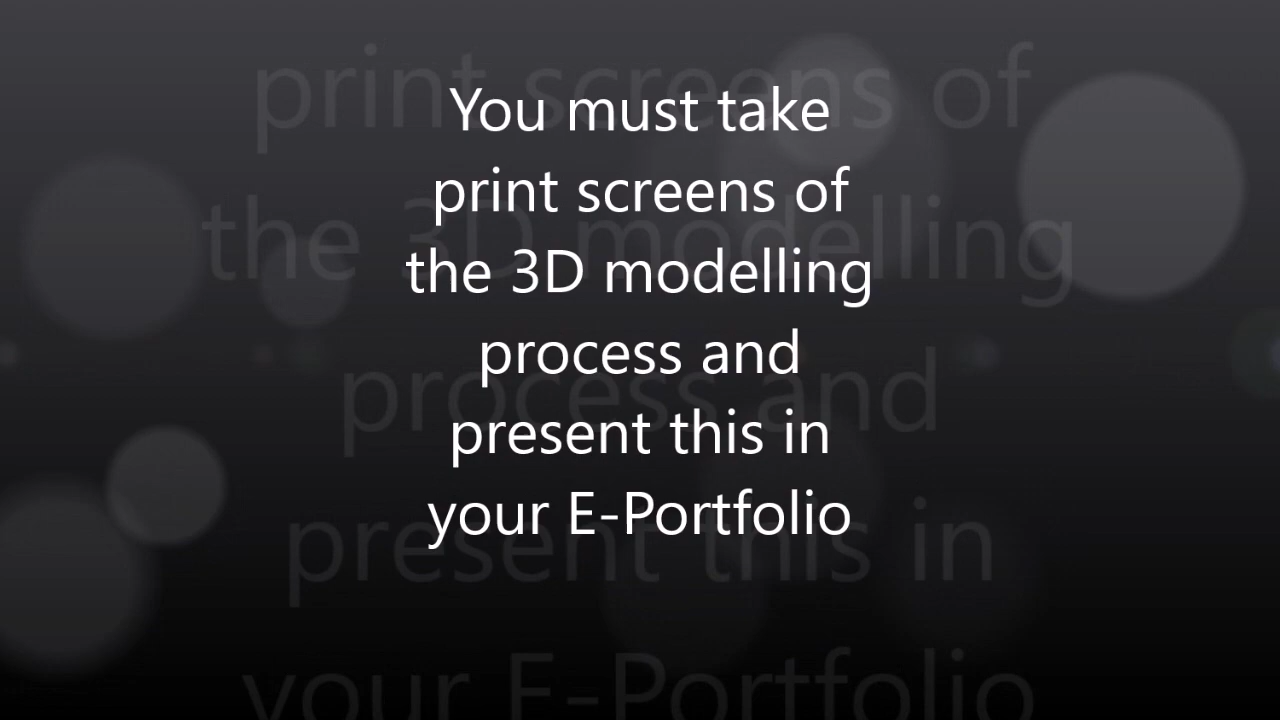 You must take
print screens of
the 3D modelling
process and
present this in
your E-Portfolio